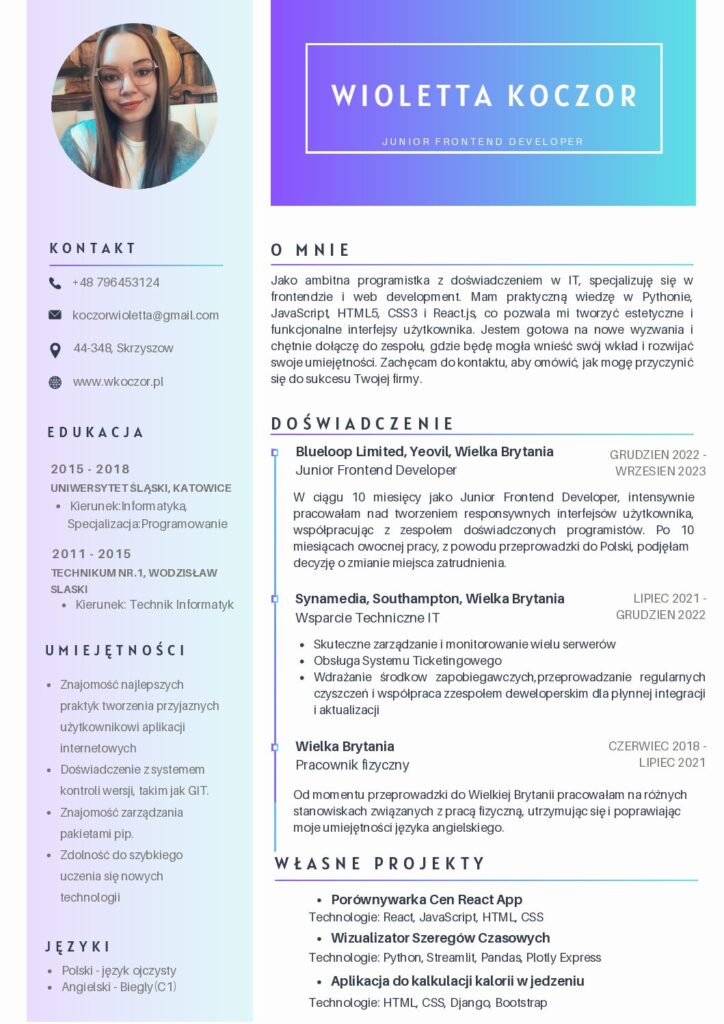 WIOLETTA KOCZOR
JUNIOR FRONTEND DEVELOPER
KONTAKT
+48 796453124
koczorwioletta@gmail.com
44-348, Skrzyszow
www.wkoczor.pl
EDUKACJA
2015 - 2018
UNIWERSYTET ŚLĄSKI, KATOWICE
• Kierunek:Informatyka,
Specjalizacja:Programowanie
2011 - 2015
TECHNIKUM NR.1, WODZISŁAW
SLASKI
• Kierunek: Technik Informatyk
UMIEJĘTNOŚCI
• Znajomość najlepszych
praktyk tworzenia przyjaznych
użytkownikowi aplikacji
internetowych
• Doświadczenie z systemem
kontroli wersji, takim jak GIT.
• Znajomość zarządzania
pakietami pip.
• Zdolność do szybkiego
uczenia się nowych
technologii
JĘZYKI
• Polski - język ojczysty
• Angielski - Biegly(C1)
O MNIE
Jako ambitna programistka z doświadczeniem w IT, specjalizuję się w
frontendzie i web development. Mam praktyczną wiedzę w Pythonie,
JavaScript, HTML5, CSS3 i React.js, co pozwala mi tworzyć estetyczne i
funkcjonalne interfejsy użytkownika. Jestem gotowa na nowe wyzwania i
chętnie dołączę do zespołu, gdzie będę mogła wnieść swój wkład i rozwijać
swoje umiejętności. Zachęcam do kontaktu, aby omówić, jak mogę przyczynić
się do sukcesu Twojej firmy.
DOŚWIADCZENIE
Blueloop Limited, Yeovil, Wielka Brytania
Junior Frontend Developer
GRUDZIEN 2022 -
WRZESIEN 2023
W ciągu 10 miesięcy jako Junior Frontend Developer, intensywnie
pracowałam nad tworzeniem responsywnych interfejsów użytkownika,
współpracując z zespołem doświadczonych programistów. Po 10
miesiącach owocnej pracy, z powodu przeprowadzki do Polski, podjęłam
decyzję o zmianie miejsca zatrudnienia.
Synamedia, Southampton, Wielka Brytania
Wsparcie Techniczne IT
LIPIEC 2021 -
GRUDZIEN 2022
• Skuteczne zarządzanie i monitorowanie wielu serwerów
• Obsługa Systemu Ticketingowego
• Wdrażanie środkow zapobiegawczych,przeprowadzanie regularnych
czyszczeń i współpraca zzespołem deweloperskim dla płynnej integracji
i aktualizacji
Wielka Brytania
Pracownik fizyczny
CZERWIEC 2018 -
LIPIEC 2021
Od momentu przeprowadzki do Wielkiej Brytanii pracowałam na różnych
stanowiskach związanych z pracą fizyczną, utrzymując się i poprawiając
moje umiejętności języka angielskiego.
WŁASNE PROJEKTY
• Porównywarka Cen React App
Technologie: React, JavaScript, HTML, CSS
• Wizualizator Szeregów Czasowych
Technologie: Python, Streamlit, Pandas, Plotly Express
• Aplikacja do kalkulacji kalorii w jedzeniu
Technologie: HTML, CSS, Django, Bootstrap